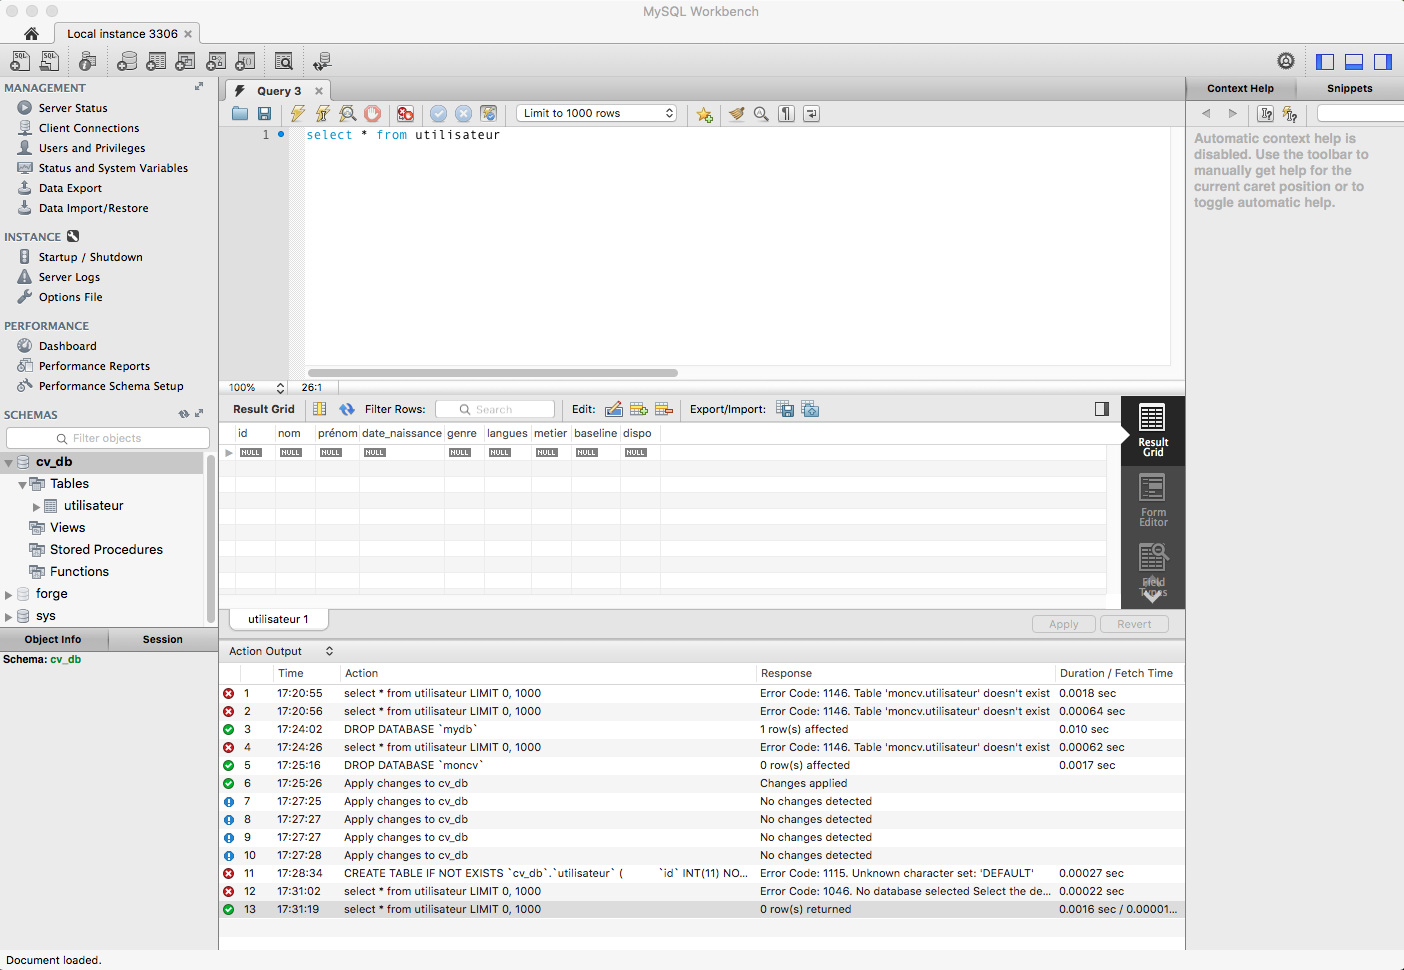 MySQL Workbench
Local instance 3306
MANAGEMENT
Server Status
Client Connections
Users and Privileges
Status and System Variables
Data Export
Data Import/Restore
INSTANCE
Startup / Shutdown
Server Logs
Options File
PERFORMANCE
Dashboard
Performance Reports
Performance Schema Setup
SCHEMAS
Filter objects
cv_db
Tables
utilisateur
Views
Stored Procedures
Functions
forge
sys
Object Info Session
Schema: cv_db
Query 3
Limit to 1000 rows
1 select * from utilisateur
100% 26:1
Result Grid Filter Rows: Search Edit: Export/Import:
id nom prénom date_naissance genre langues metier baseline dispo
NULL NULL NULL NULL NULL NULL NULL NULL NULL
Result Grid
Form Editor
Field Types
utilisateur 1
Apply Revert
Action Output
Time Action Response Duration / Fetch Time
1 17:20:55 select * from utilisateur LIMIT 0, 1000 Error Code: 1146. Table 'moncv.utilisateur' doesn't exist 0.0018 sec
2 17:20:56 select * from utilisateur LIMIT 0, 1000 Error Code: 1146. Table 'moncv.utilisateur' doesn't exist 0.00064 sec
3 17:24:02 DROP DATABASE `mydb` 1 row(s) affected 0.010 sec
4 17:24:26 select * from utilisateur LIMIT 0, 1000 Error Code: 1146. Table 'moncv.utilisateur' doesn't exist 0.00062 sec
5 17:25:16 DROP DATABASE `moncv` 0 row(s) affected 0.0017 sec
6 17:25:26 Apply changes to cv_db Changes applied
7 17:27:25 Apply changes to cv_db No changes detected
8 17:27:27 Apply changes to cv_db No changes detected
9 17:27:27 Apply changes to cv_db No changes detected
10 17:27:28 Apply changes to cv_db No changes detected
11 17:28:34 CREATE TABLE IF NOT EXISTS `cv_db`.`utilisateur` ( `id` INT(11) NO... Error Code: 1115. Unknown character set: 'DEFAULT' 0.00027 sec
12 17:31:02 select * from utilisateur LIMIT 0, 1000 Error Code: 1046. No database selected Select the de... 0.00022 sec
13 17:31:19 select * from utilisateur LIMIT 0, 1000 0 row(s) returned 0.0016 sec / 0.00001...
Context Help Snippets
Automatic context help is
disabled. Use the toolbar to
manually get help for the
current caret position or to
toggle automatic help.
Document loaded.